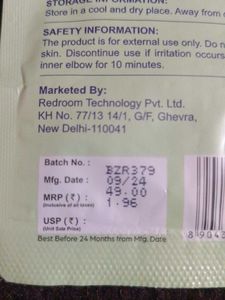 STORAGE INFORMATION:
Store in a cool and dry place. Away from
SAFETY INFORMATION:
The product is for external use only. Do no
skin. Discontinue use if irritation occurs
inner elbow for 10 minutes.
Marketed By:
Redroom Technology Pvt. Ltd.
KH No. 77/13 14/1, G/F, Ghevra,
New Delhi-110041
Batch No. : BZR379
Mfg. Date : 09/24
MRP (₹) : 49.00
(Inclusive of all taxes)
1.96
USP (₹) :
(Unit Sale Price)
Best Before 24 Months from Mfg. Date
8 9043